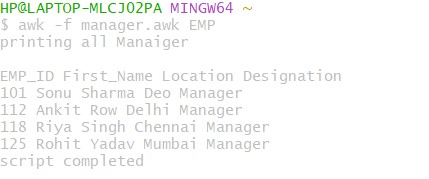 HP@LAPTOP-MLCJO2PA MINGW64 ~
$ awk -f manager.awk EMP
printing all Manaiger

EMP_ID First_Name Location Designation
101 Sonu Sharma Deo Manager
112 Ankit Row Delhi Manager
118 Riya Singh Chennai Manager
125 Rohit Yadav Mumbai Manager
script completed